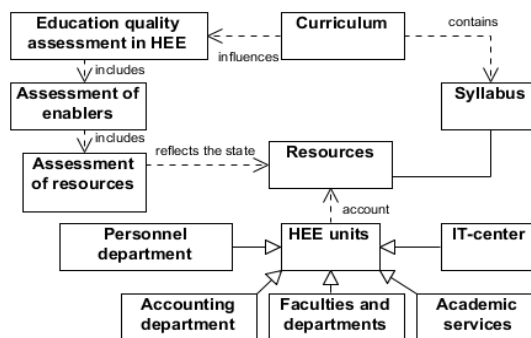 Education quality
assessment in HEE
Curriculum
contains
influences
includes
Assessment of
enablers
Syllabus
includes
Assessment
of resources
reflects the state
Resources
account
Personnel
department
HEE units
IT-center
Accounting
department
Faculties and
departments
Academic
services